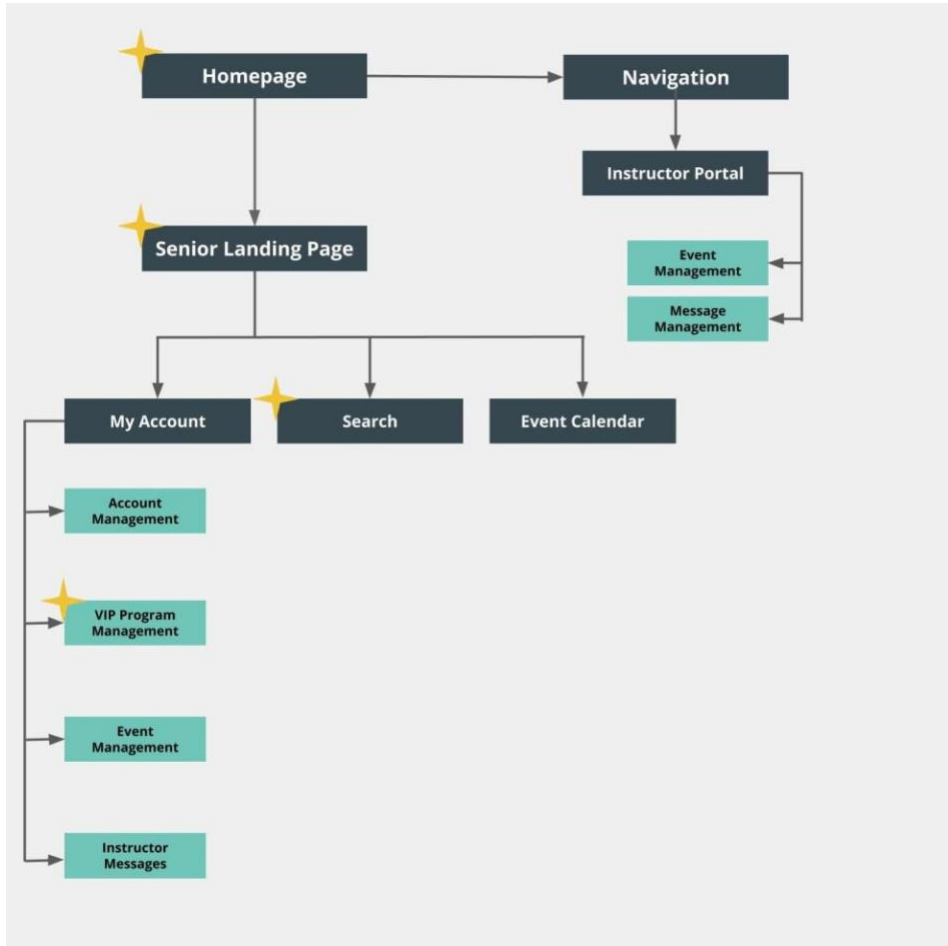 Homepage
Navigation
Instructor Portal
Senior Landing Page
Event
Management
Message
Management
My Account
Search
Event Calendar
Account
Management
VIP Program
Management
Event
Management
Instructor
Messages